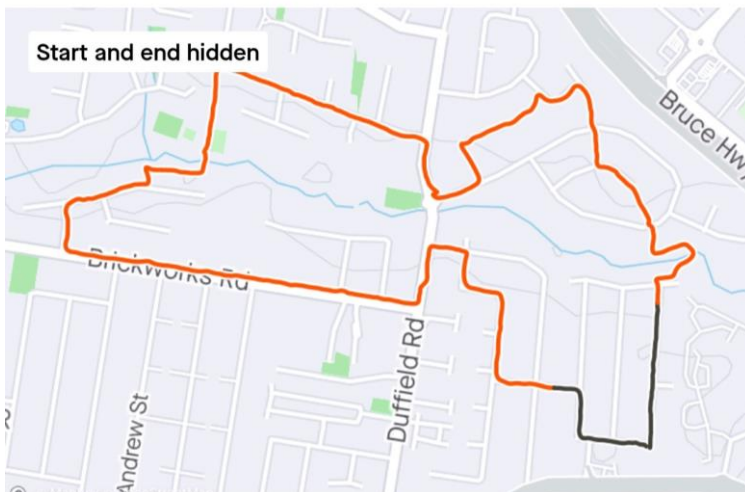 Start and end hidden
Bruce Hwy
Brickworks Rd
Duffield Rd
Andrew St